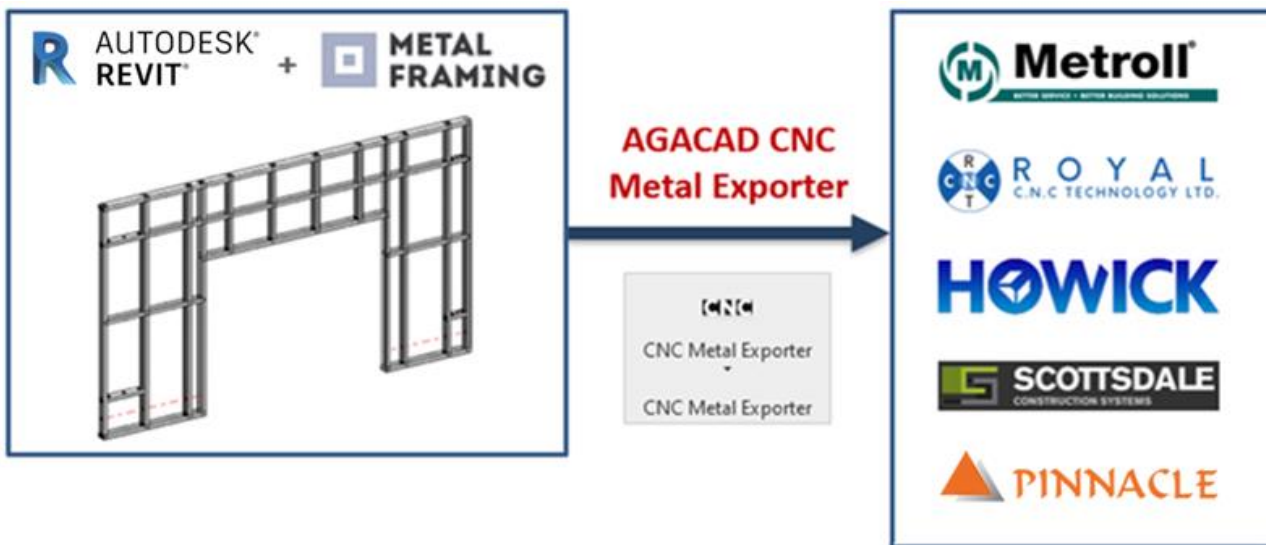 AUTODESK®
REVIT®
+
METAL
FRAMING
AGACAD CNC
Metal Exporter
CNC
CNC Metal Exporter
CNC Metal Exporter
M
Metroll®
BETTER SERVICE • BETTER BUILDING SOLUTIONS
R
CNC
T
ROYAL
C.N.C TECHNOLOGY LTD.
HOWICK
SCOTTSDALE
CONSTRUCTION SYSTEMS
PINNACLE